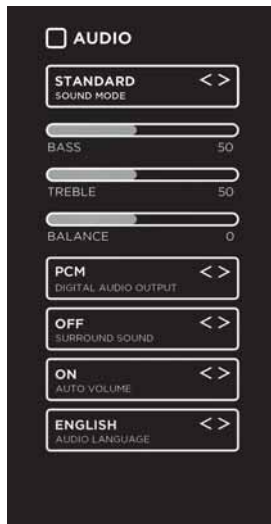 AUDIO
STANDARD < >
SOUND MODE
BASS 50
TREBLE 50
BALANCE 0
PCM < >
DIGITAL AUDIO OUTPUT
OFF < >
SURROUND SOUND
ON < >
AUTO VOLUME
ENGLISH < >
AUDIO LANGUAGE